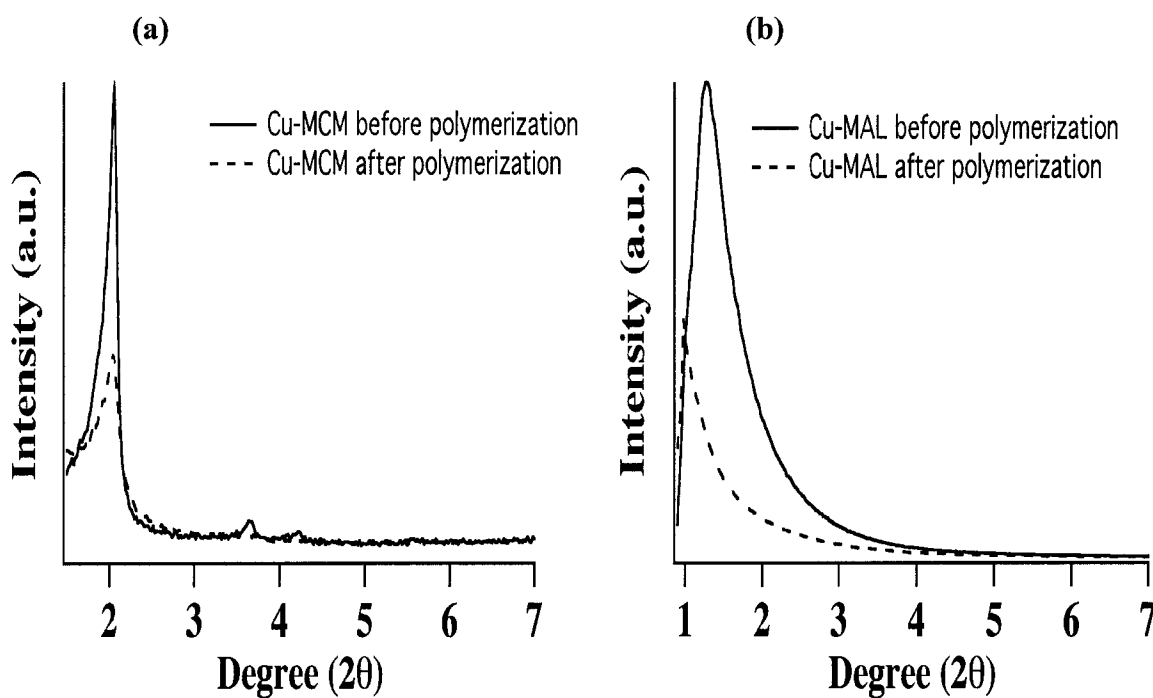 (a)
Cu-MCM before polymerization
Cu-MCM after polymerization
Intensity (a.u.)
2 3 4 5 6 7
Degree (2θ)
(b)
Cu-MAL before polymerization
Cu-MAL after polymerization
Intensity (a.u.)
1 2 3 4 5 6 7
Degree (2θ)